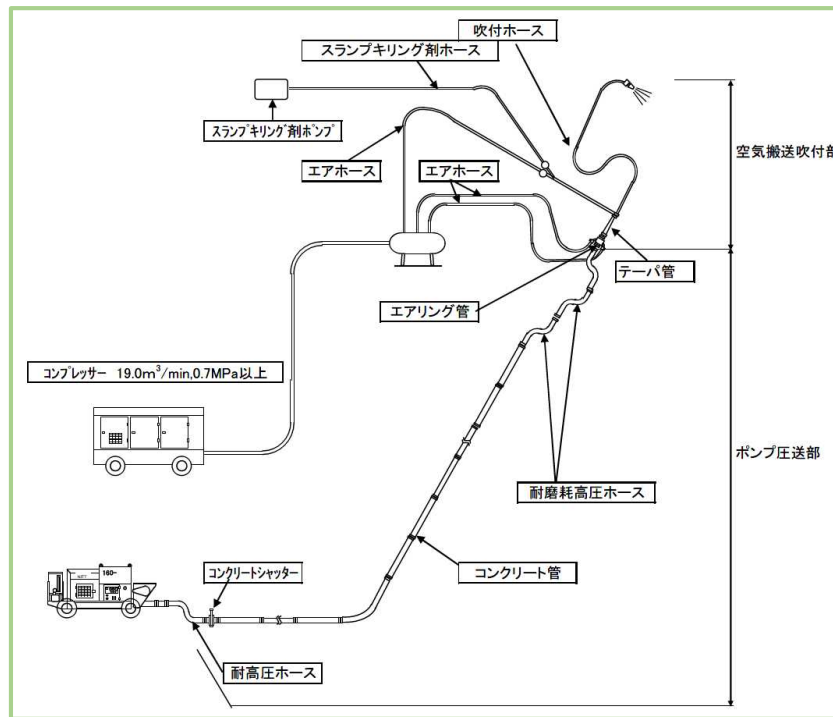 吹付ホース
スランプキリング剤ホース
スランプキリング剤ポンプ
エアホース
エアホース
空気搬送吹付部
テーパ管
エアリング管
コンプレッサー 19.0m³/min,0.7MPa以上
ポンプ圧送部
耐磨耗高圧ホース
160-
コンクリートシャッター
コンクリート管
耐高圧ホース